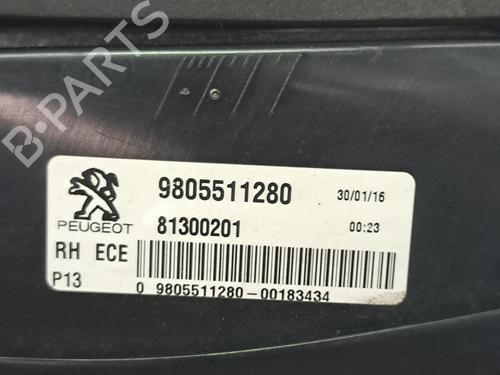 B-PARTS
9805511280 30/01/16
PEUGEOT 81300201 00:23
RH ECE
P13 0 9805511280-00183434